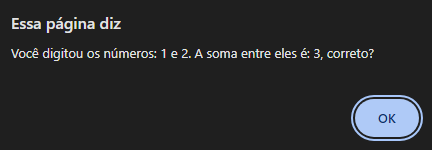 Essa página diz
Você digitou os números: 1 e 2. A soma entre eles é: 3, correto?
OK